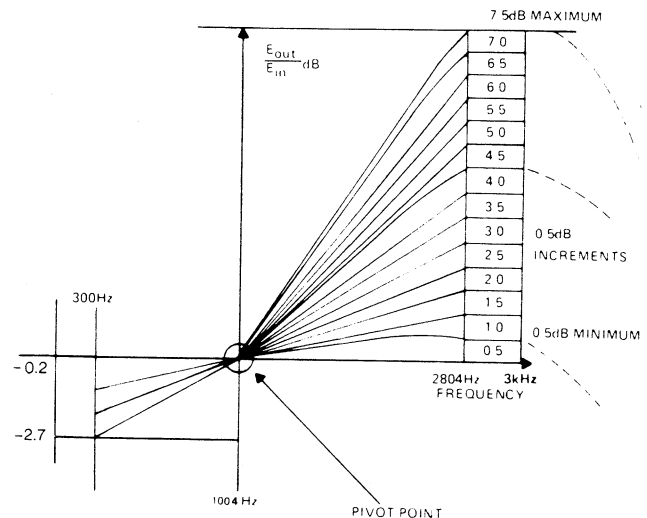 7 5dB MAXIMUM
Eout
Ein
dB
7 0
6 5
6 0
5 5
5 0
4 5
4 0
3 5
3 0
2 5
2 0
1 5
1 0
0 5
0 5dB
INCREMENTS
0 5dB MINIMUM
300Hz
-0.2
-2.7
2804Hz
3kHz
FREQUENCY
1004 Hz
PIVOT POINT